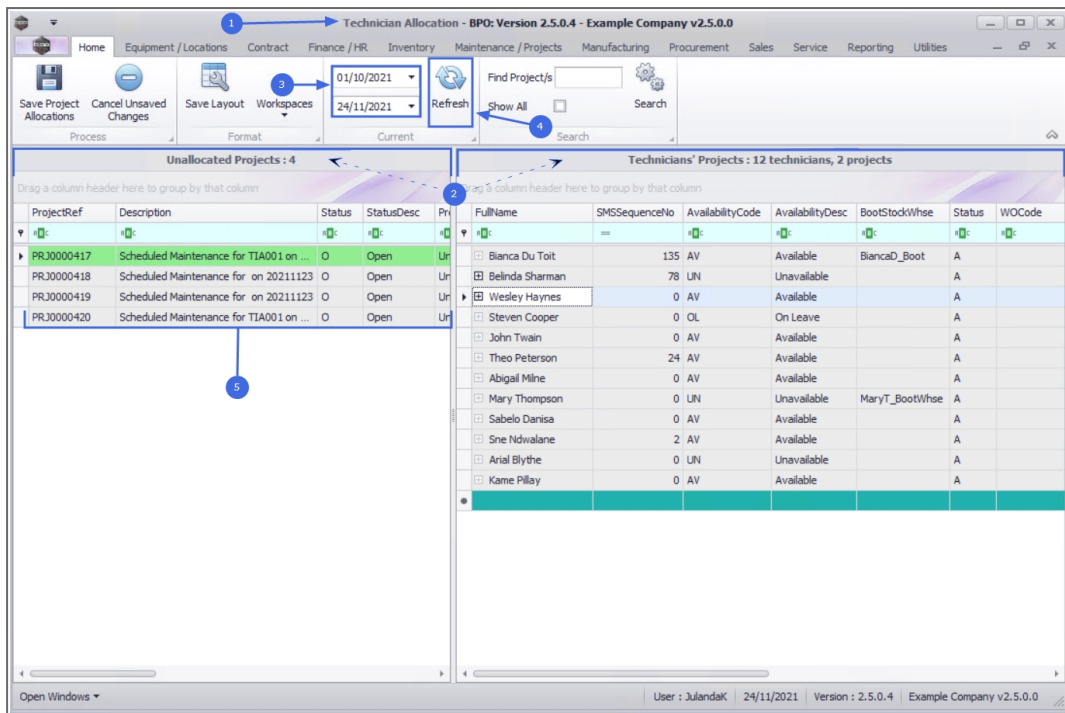 1
Technician Allocation - BPO: Version 2.5.0.4 - Example Company v2.5.0.0
Home Equipment / Locations Contract Finance / HR Inventory Maintenance / Projects Manufacturing Procurement Sales Service Reporting Utilities
Save Project Allocations
Cancel Unsaved Changes
Save Layout
Workspaces
3
01/10/2021
24/11/2021
Refresh
Find Project/s
Show All
Search
4
Process Format Current Search
Unallocated Projects : 4
2
Technicians' Projects : 12 technicians, 2 projects
Drag a column header here to group by that column
Drag a column header here to group by that column
ProjectRef Description Status StatusDesc Pr
PRJ0000417 Scheduled Maintenance for TIA001 on ... O Open Un
PRJ0000418 Scheduled Maintenance for on 20211123 O Open Un
PRJ0000419 Scheduled Maintenance for on 20211123 O Open Un
PRJ0000420 Scheduled Maintenance for TIA001 on ... O Open Un
5
FullName SMSSequenceNo AvailabilityCode AvailabilityDesc BootStockWhse Status WOCode
=
Bianca Du Toit 135 AV Available BiancaD_Boot A
Belinda Sharman 78 UN Unavailable A
Wesley Haynes 0 AV Available A
Steven Cooper 0 OL On Leave A
John Twain 0 AV Available A
Theo Peterson 24 AV Available A
Abigail Milne 0 AV Available A
Mary Thompson 0 UN Unavailable MaryT_BootWhse A
Sabelo Danisa 0 AV Available A
Sne Ndwalane 2 AV Available A
Arial Blythe 0 UN Unavailable A
Kame Pillay 0 AV Available A
Open Windows
User : JulandaK 24/11/2021 Version : 2.5.0.4 Example Company v2.5.0.0